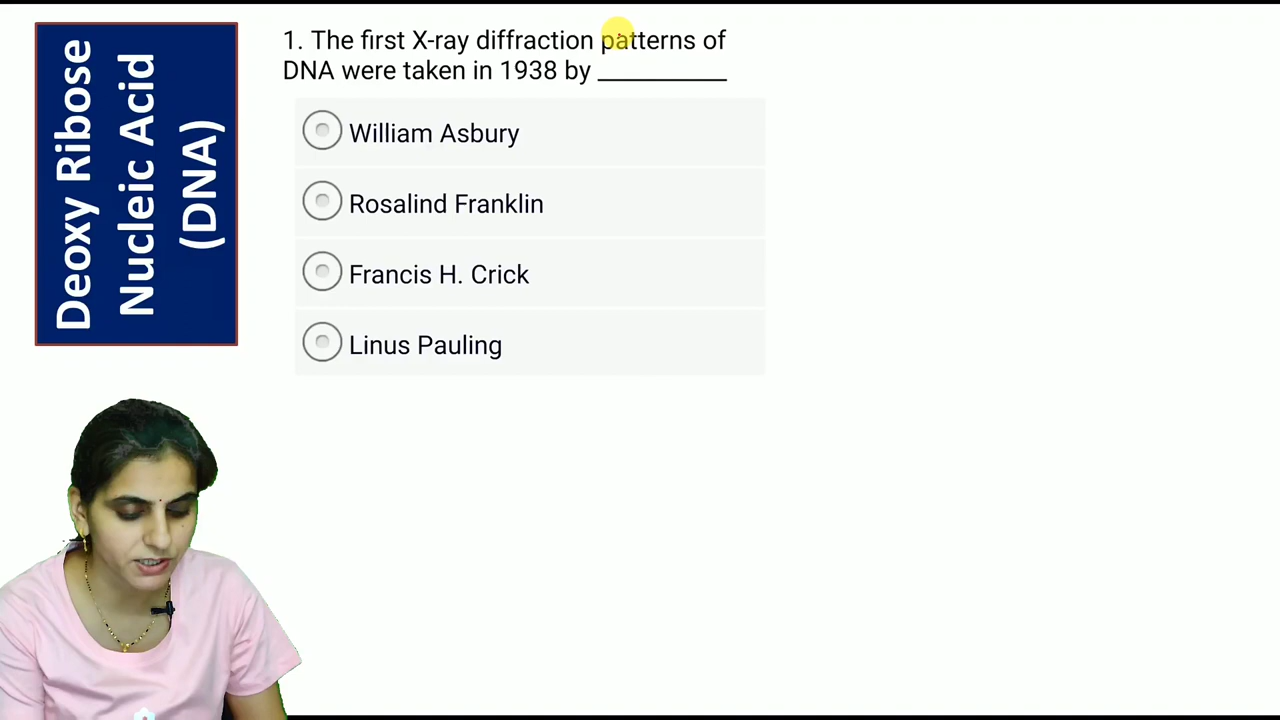 Deoxy Ribose
Nucleic Acid
(DNA)
1. The first X-ray diffraction patterns of
DNA were taken in 1938 by __________
William Asbury
Rosalind Franklin
Francis H. Crick
Linus Pauling